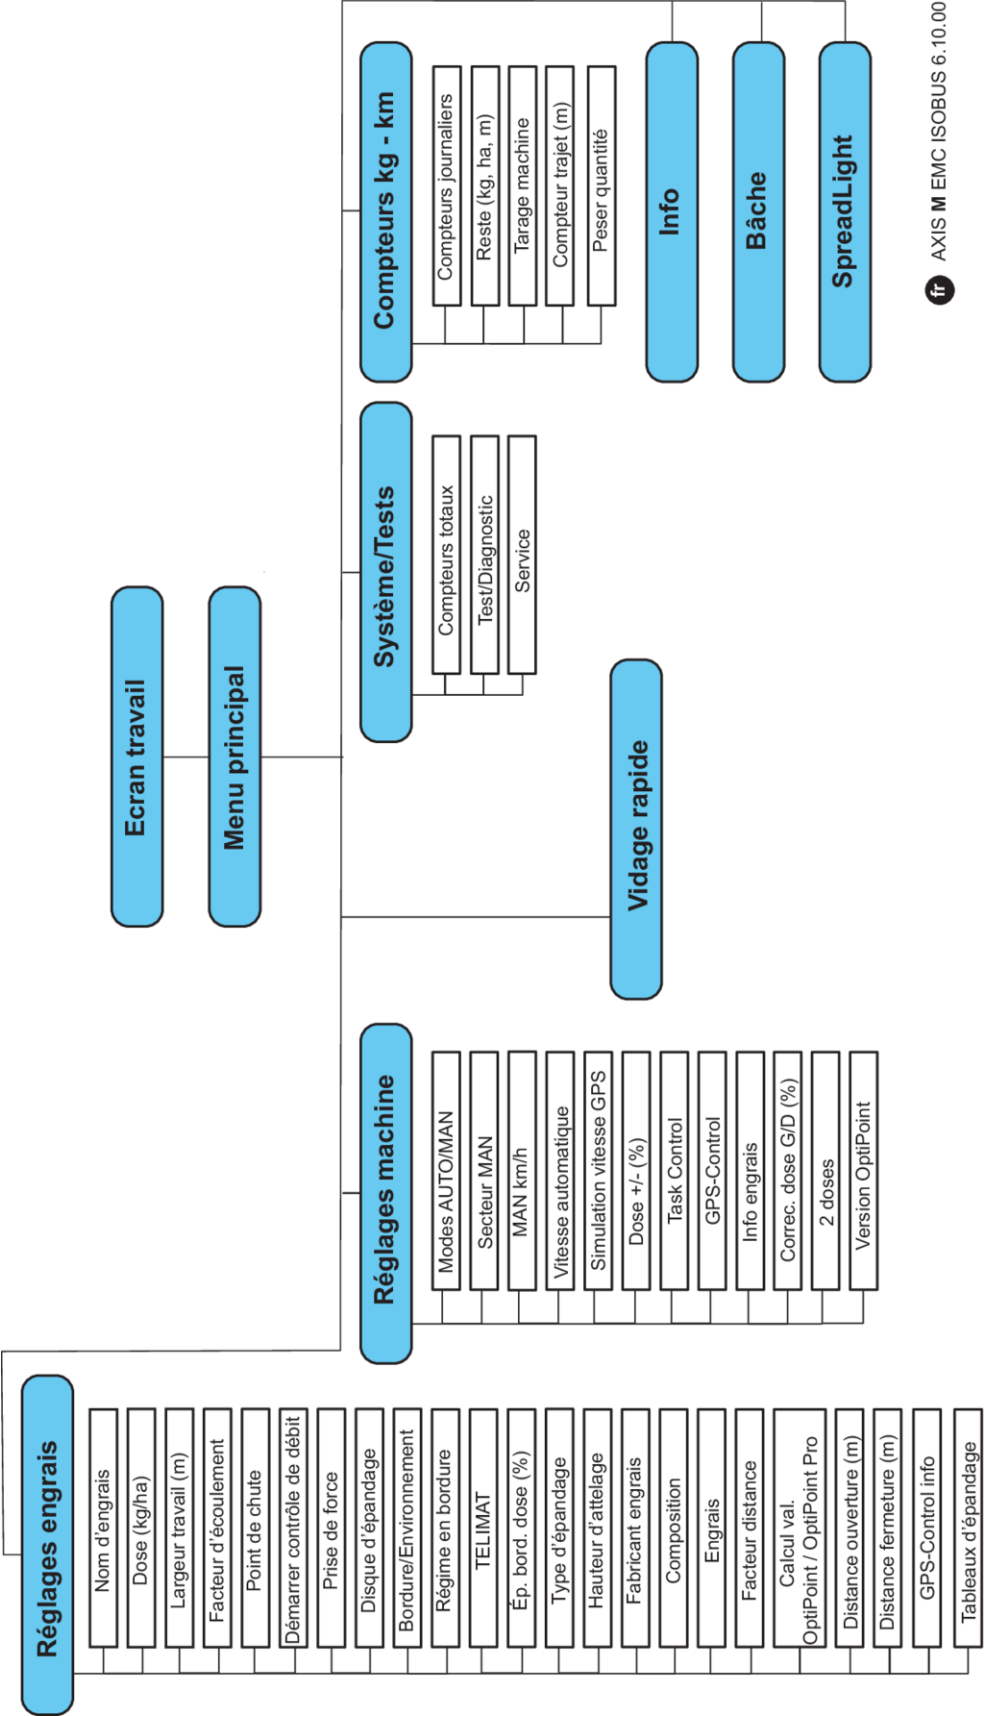 Ecran travail
Menu principal
Réglages engrais
Nom d'engrais
Dose (kg/ha)
Largeur travail (m)
Facteur d'écoulement
Point de chute
Démarrer contrôle de débit
Prise de force
Disque d'épandage
Bordure/Environnement
Régime en bordure
TELIMAT
Ép. bord. dose (%)
Type d'épandage
Hauteur d'attelage
Fabricant engrais
Composition
Engrais
Facteur distance
Calcul val.
OptiPoint / OptiPoint Pro
Distance ouverture (m)
Distance fermeture (m)
GPS-Control info
Tableaux d'épandage
Réglages machine
Modes AUTO/MAN
Secteur MAN
MAN km/h
Vitesse automatique
Simulation vitesse GPS
Dose +/- (%)
Task Control
GPS-Control
Info engrais
Correc. dose G/D (%)
2 doses
Version OptiPoint
Vidage rapide
Système/Tests
Compteurs totaux
Test/Diagnostic
Service
Compteurs kg - km
Compteurs journaliers
Reste (kg, ha, m)
Tarage machine
Compteur trajet (m)
Peser quantité
Info
Bâche
SpreadLight
fr AXIS M EMC ISOBUS 6.10.00